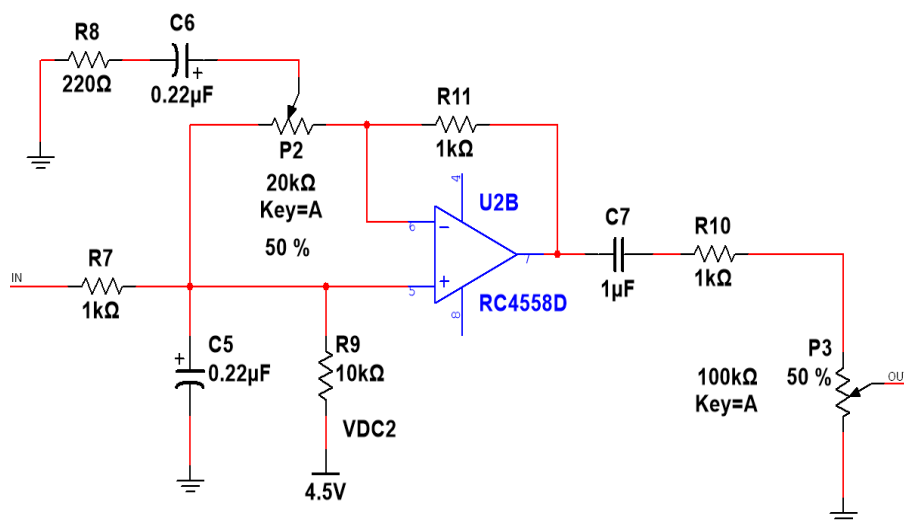 C6
R8
220Ω
0.22µF
R11
1kΩ
P2
20kΩ
Key=A
50 %
4
U2B
6
7
5
8
RC4558D
C7
1µF
R10
1kΩ
IN
R7
1kΩ
C5
0.22µF
R9
10kΩ
VDC2
4.5V
P3
100kΩ
50 %
Key=A
OU